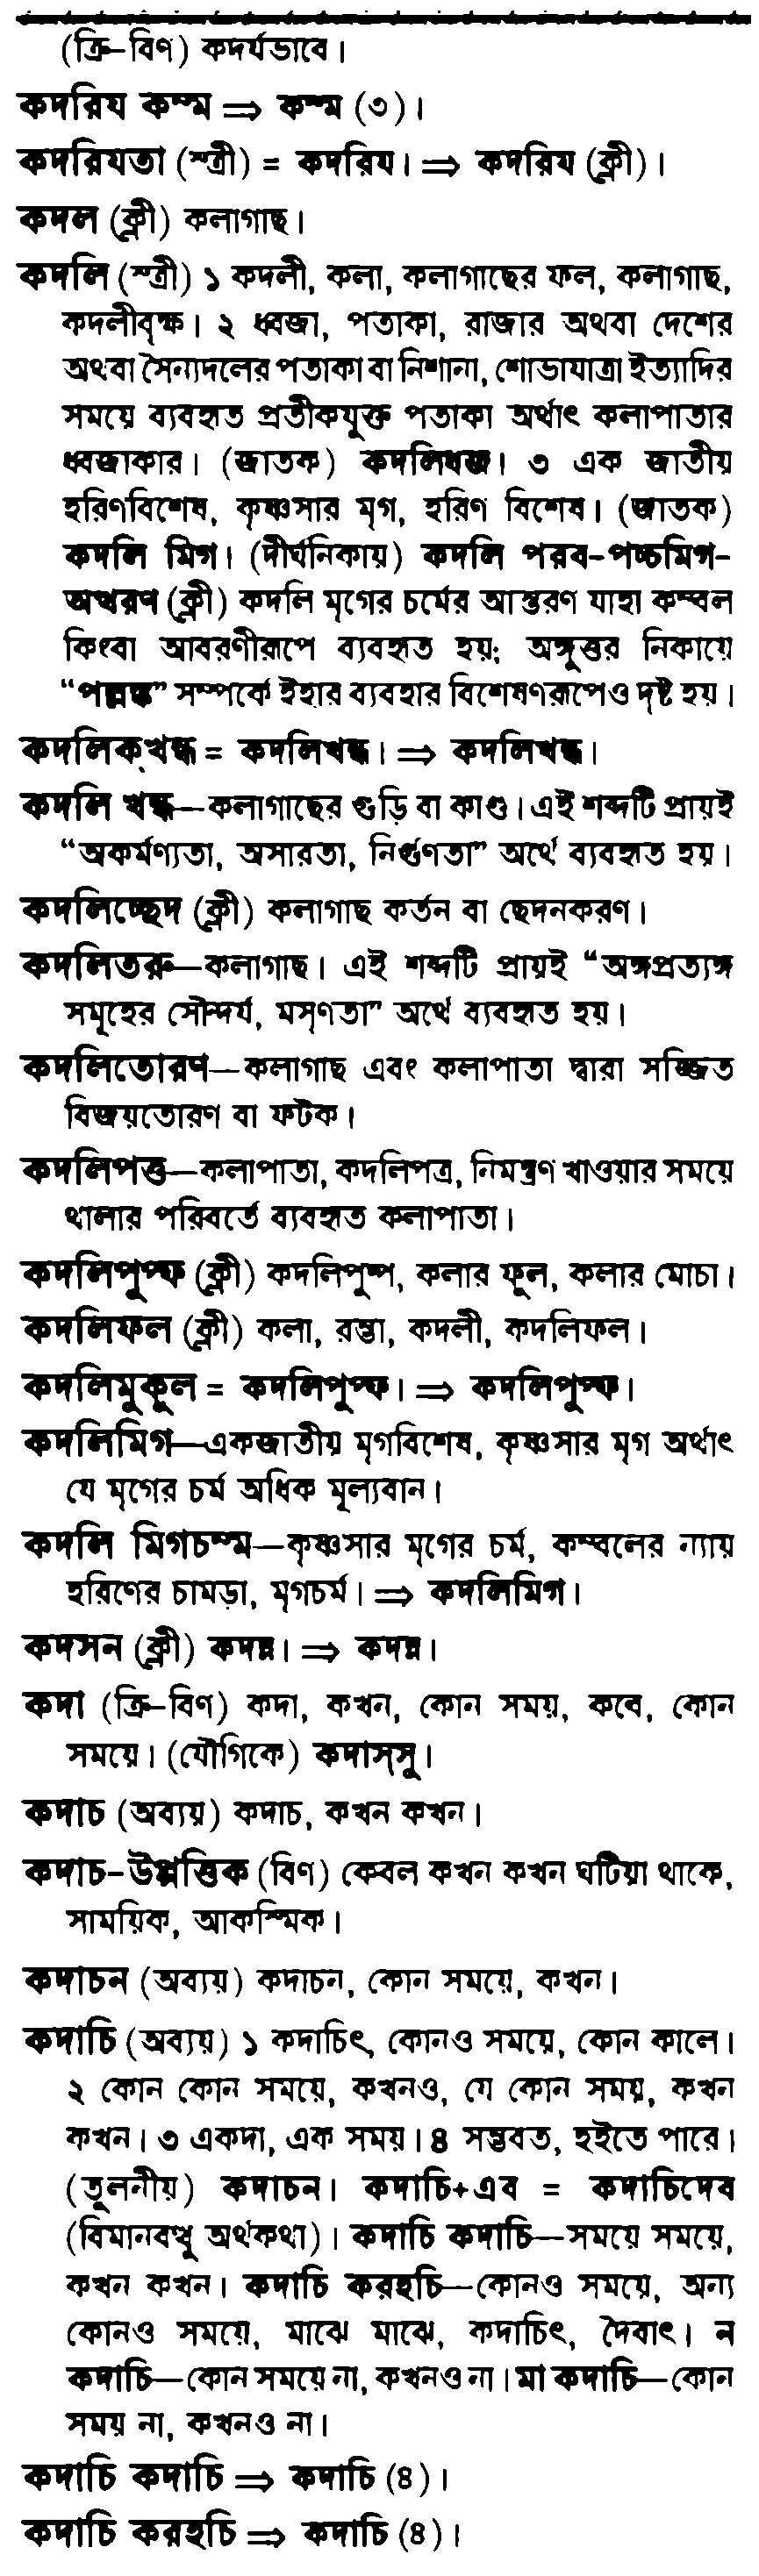 (ক্রি-বিণ) কদর্যভাবে।
কদরিয কম্ম ⇒ কম্ম (৩)।
কদরিযতা (স্ত্রী) = কদরিয। ⇒ কদরিয (ক্লী)।
কদল (ক্লী) কলাগাছ।
কদলি (স্ত্রী) ১ কদলী, কলা, কলাগাছের ফল, কলাগাছ,
কদলীবৃক্ষ। ২ ধ্বজা, পতাকা, রাজার অথবা দেশের
অথবা সৈন্যদলের পতাকা বা নিশানা, শোভাযাত্রা ইত্যাদির
সময়ে ব্যবহৃত প্রতীকযুক্ত পতাকা অর্থাৎ কলাপাতার
ধ্বজাকার। (জাতক) কদলিধজ। ৩ এক জাতীয়
হরিণবিশেষ, কৃষ্ণসার মৃগ, হরিণ বিশেষ। (জাতক)
কদলি মিগ। (দীর্ঘনিকায়) কদলি পরব-পচ্চমিগ-
অত্থরণ (ক্লী) কদলি মৃগের চর্মের আস্তরণ যাহা কম্বল
কিংবা আবরণীরূপে ব্যবহৃত হয়; অঙ্গুত্তর নিকায়ে
“পল্লঙ্ক” সম্পর্কে ইহার ব্যবহার বিশেষণরূপেও দৃষ্ট হয়।
কদলিকখন্ধ = কদলিখন্ধ। ⇒ কদলিখন্ধ।
কদলি খন্ধ—কলাগাছের গুড়ি বা কাণ্ড। এই শব্দটি প্রায়ই
“অকর্মণ্যতা, অসারতা, নির্গুণতা” অর্থে ব্যবহৃত হয়।
কদলিচ্ছেদ (ক্লী) কলাগাছ কর্তন বা ছেদনকরণ।
কদলিতরু—কলাগাছ। এই শব্দটি প্রায়ই “অঙ্গপ্রত্যঙ্গ
সমূহের সৌন্দর্য, মসৃণতা” অর্থে ব্যবহৃত হয়।
কদলিতোরণ—কলাগাছ এবং কলাপাতা দ্বারা সজ্জিত
বিজয়তোরণ বা ফটক।
কদলিপত্ত—কলাপাতা, কদলিপত্র, নিমন্ত্রণ খাওয়ার সময়ে
থালার পরিবর্তে ব্যবহৃত কলাপাতা।
কদলিপুপ্ফ (ক্লী) কদলিপুষ্প, কলার ফুল, কলার মোচা।
কদলিফল (ক্লী) কলা, রম্ভা, কদলী, কদলিফল।
কদলিমুকুল = কদলিপুপ্ফ। ⇒ কদলিপুপ্ফ।
কদলিমিগ—একজাতীয় মৃগবিশেষ, কৃষ্ণসার মৃগ অর্থাৎ
যে মৃগের চর্ম অধিক মূল্যবান।
কদলি মিগচম্ম—কৃষ্ণসার মৃগের চর্ম, কম্বলের ন্যায়
হরিণের চামড়া, মৃগচর্ম। ⇒ কদলিমিগ।
কদসন (ক্লী) কদন্ন। ⇒ কদন্ন।
কদা (ক্রি-বিণ) কদা, কখন, কোন সময়, কবে, কোন
সময়ে। (যৌগিকে) কদাস্সু।
কদাচ (অব্যয়) কদাচ, কখন কখন।
কদাচ-উপ্পত্তিক (বিণ) কেবল কখন কখন ঘটিয়া থাকে,
সাময়িক, আকস্মিক।
কদাচন (অব্যয়) কদাচন, কোন সময়ে, কখন।
কদাচি (অব্যয়) ১ কদাচিৎ, কোনও সময়ে, কোন কালে।
২ কোন কোন সময়ে, কখনও, যে কোন সময়, কখন
কখন। ৩ একদা, এক সময়। ৪ সম্ভবত, হইতে পারে।
(তুলনীয়) কদাচন। কদাচি+এব = কদাচিদেব
(বিমানবত্থু অর্থকথা)। কদাচি কদাচি—সময়ে সময়ে,
কখন কখন। কদাচি করহচি—কোনও সময়ে, অন্য
কোনও সময়ে, মাঝে মাঝে, কদাচিৎ, দৈবাৎ। ন
কদাচি—কোন সময়ে না, কখনও না। মা কদাচি—কোন
সময় না, কখনও না।
কদাচি কদাচি ⇒ কদাচি (৪)।
কদাচি করহচি ⇒ কদাচি (৪)।